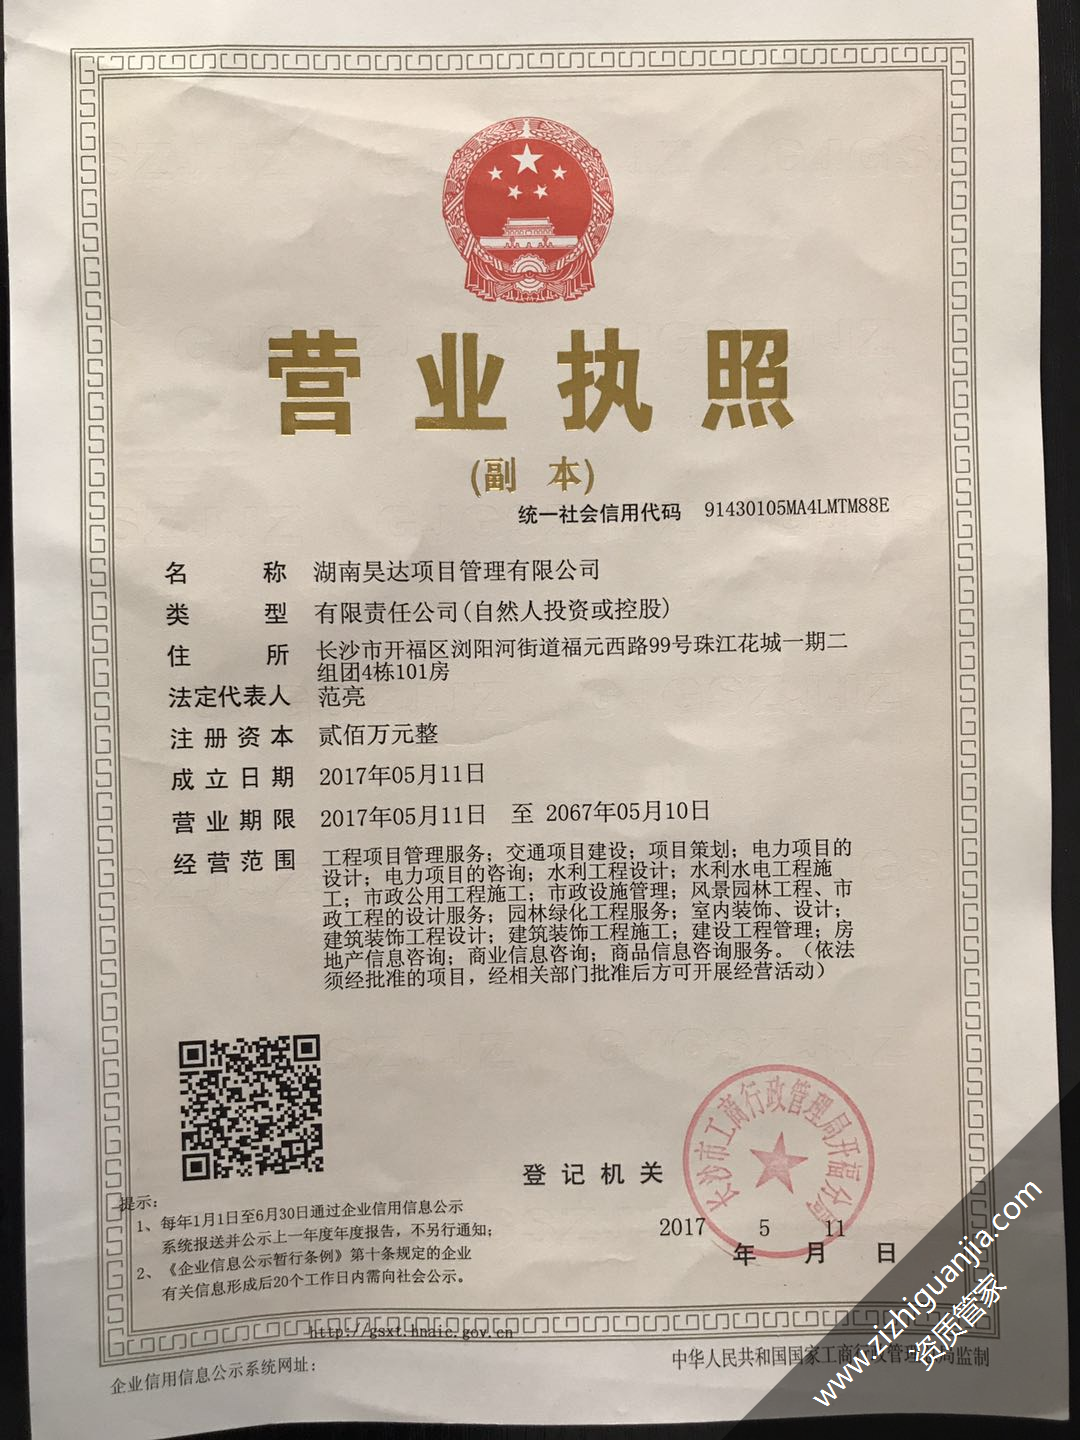 营业执照
(副 本)
统一社会信用代码 91430105MA4LMTM88E
名称 湖南昊达项目管理有限公司
类型 有限责任公司(自然人投资或控股)
住所 长沙市开福区浏阳河街道福元西路99号珠江花城一期二
组团4栋101房
法定代表人 范亮
注册资本 贰佰万元整
成立日期 2017年05月11日
营业期限 2017年05月11日 至 2067年05月10日
经营范围 工程项目管理服务；交通项目建设；项目策划；电力项目的
设计；电力项目的咨询；水利工程设计；水利水电工程施
工；市政公用工程施工；市政设施管理；风景园林工程、市
政工程的设计服务；园林绿化工程服务；室内装饰、设计；
建筑装饰工程设计；建筑装饰工程施工；建设工程管理；房
地产信息咨询；商业信息咨询；商品信息咨询服务。（依法
须经批准的项目，经相关部门批准后方可开展经营活动）
长沙市工商行政管理局开福分局
登记机关
2017 5 11
年 月 日
提示：
1、每年1月1日至6月30日通过企业信用信息公示
系统报送并公示上一年度年度报告，不另行通知；
2、《企业信息公示暂行条例》第十条规定的企业
有关信息形成后20个工作日内需向社会公示。
http://gsxt.hnaic.gov.cn
企业信用信息公示系统网址：
中华人民共和国国家工商行政管理总局监制
www.zizhiguanjia.com
资质管家